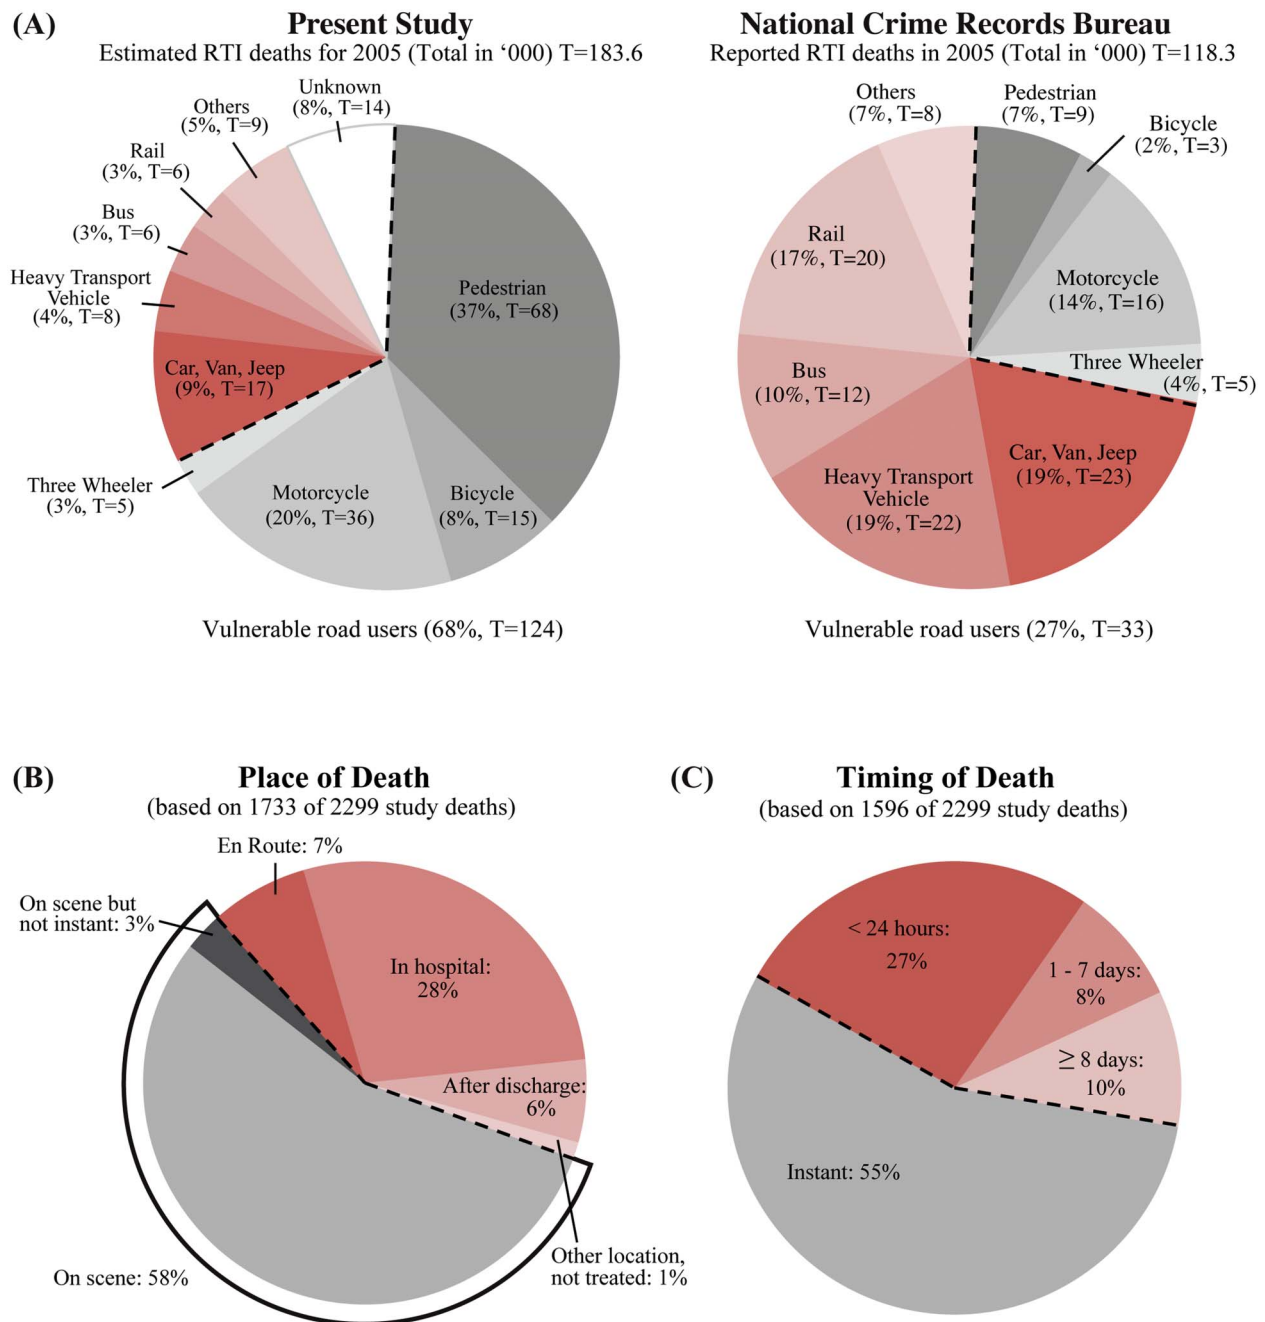 (A)
Present Study
Estimated RTI deaths for 2005 (Total in ‘000) T=183.6
Unknown
(8%, T=14)
Others
(5%, T=9)
Rail
(3%, T=6)
Bus
(3%, T=6)
Heavy Transport
Vehicle
(4%, T=8)
Car, Van, Jeep
(9%, T=17)
Three Wheeler
(3%, T=5)
Motorcycle
(20%, T=36)
Bicycle
(8%, T=15)
Pedestrian
(37%, T=68)
Vulnerable road users (68%, T=124)
National Crime Records Bureau
Reported RTI deaths in 2005 (Total in ‘000) T=118.3
Others
(7%, T=8)
Pedestrian
(7%, T=9)
Bicycle
(2%, T=3)
Rail
(17%, T=20)
Motorcycle
(14%, T=16)
Three Wheeler
(4%, T=5)
Bus
(10%, T=12)
Car, Van, Jeep
(19%, T=23)
Heavy Transport
Vehicle
(19%, T=22)
Vulnerable road users (27%, T=33)
(B)
Place of Death
(based on 1733 of 2299 study deaths)
En Route: 7%
On scene but
not instant: 3%
In hospital:
28%
After discharge:
6%
Other location,
not treated: 1%
On scene: 58%
(C)
Timing of Death
(based on 1596 of 2299 study deaths)
< 24 hours:
27%
1 - 7 days:
8%
≥ 8 days:
10%
Instant: 55%